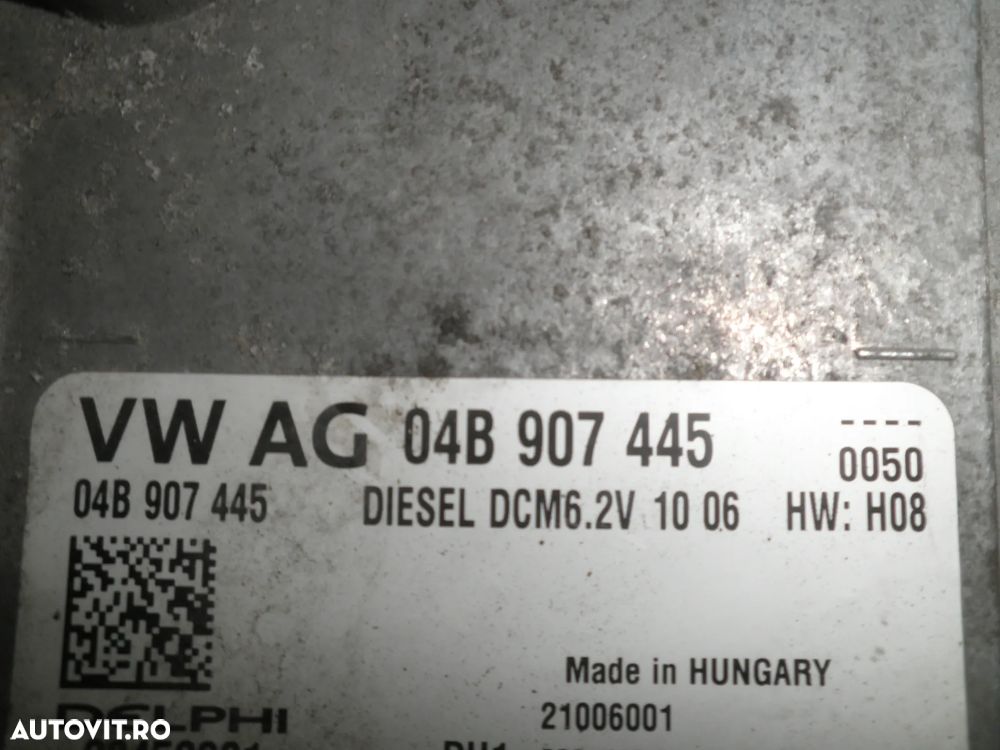 VW AG 04B 907 445 ----
0050
04B 907 445 DIESEL DCM6.2V 10 06 HW: H08
Made in HUNGARY
DELPHI 21006001
AUTOVIT.RO